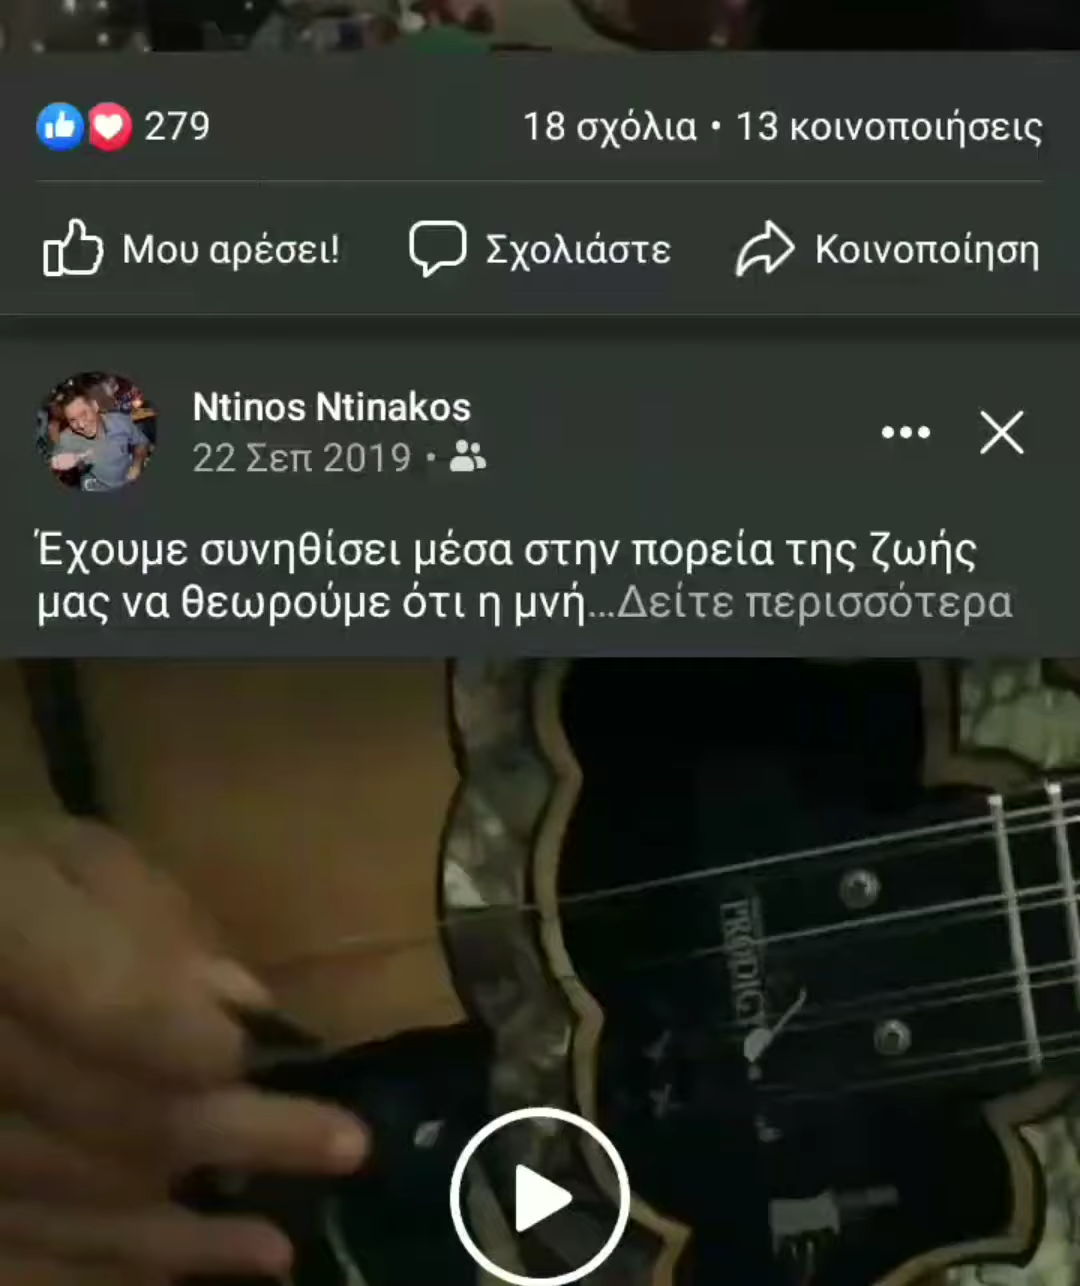 279
18 σχόλια • 13 κοινοποιήσεις
Μου αρέσει!
Σχολιάστε
Κοινοποίηση
Ntinos Ntinakos
22 Σεπ 2019 •
Έχουμε συνηθίσει μέσα στην πορεία της ζωής
μας να θεωρούμε ότι η μνή...Δείτε περισσότερα
PRODIGY